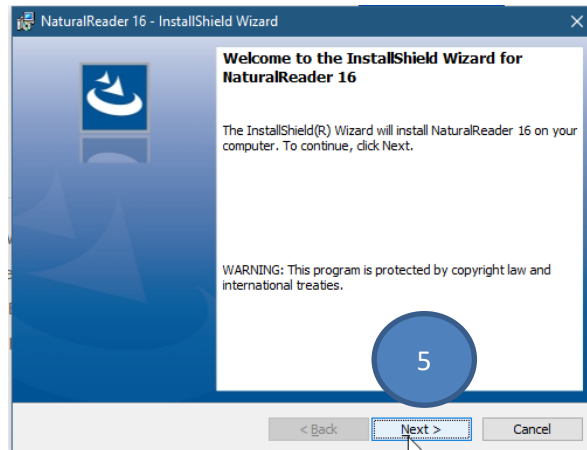 NaturalReader 16 - InstallShield Wizard
Welcome to the InstallShield Wizard for
NaturalReader 16
The InstallShield(R) Wizard will install NaturalReader 16 on your
computer. To continue, click Next.
WARNING: This program is protected by copyright law and
international treaties.
5
< Back
Next >
Cancel